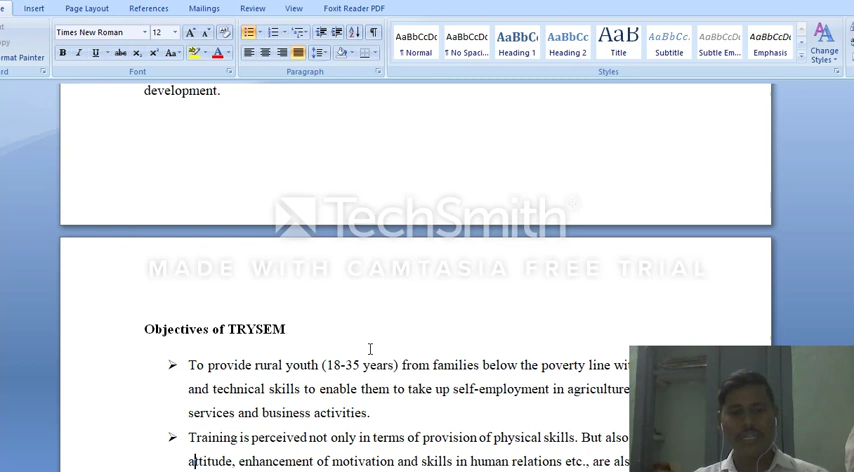 Insert Page Layout References Mailings Review View Foxit Reader PDF
Times New Roman 12
AaBbCcDc AaBbCcDc AaBbC AaBbCc AaB AaBbCc. AaBbCcDc AaBbCcDc
¶ Normal ¶ No Spaci... Heading 1 Heading 2 Title Subtitle Subtle Em... Emphasis Change Styles
Format Painter
Font Paragraph Styles
development.
TechSmith
MADE WITH CAMTASIA FREE TRIAL
Objectives of TRYSEM
➢ To provide rural youth (18-35 years) from families below the poverty line
and technical skills to enable them to take up self-employment in agriculture
services and business activities.
➢ Training is perceived not only in terms of provision of physical skills. But also
attitude, enhancement of motivation and skills in human relations etc., are